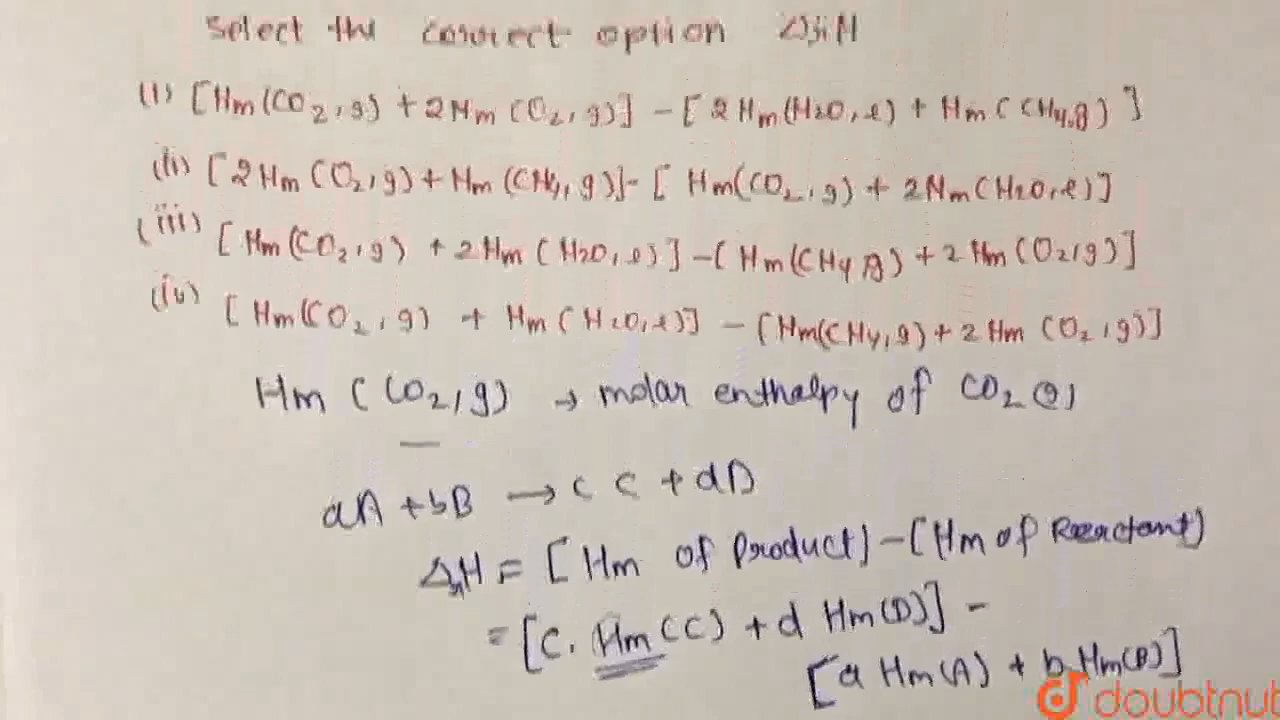 Select the correct option ΔrH
(i) [Hm(CO2,g) + 2Hm(O2,g)] - [2Hm(H2O,l) + Hm(CH4,g)]
(ii) [2Hm(O2,g) + Hm(CH4,g)] - [Hm(CO2,g) + 2Hm(H2O,l)]
(iii) [Hm(CO2,g) + 2Hm(H2O,l)] - [Hm(CH4,g) + 2Hm(O2,g)]
(iv) [Hm(CO2,g) + Hm(H2O,l)] - [Hm(CH4,g) + 2Hm(O2,g)]
Hm (CO2,g) → molar enthalpy of CO2(g)
aA + bB → cC + dD
ΔrH = [Hm of Product] - [Hm of Reactant]
= [c. Hm(C) + d Hm(D)] -
[a Hm(A) + b Hm(B)]
doubtnut